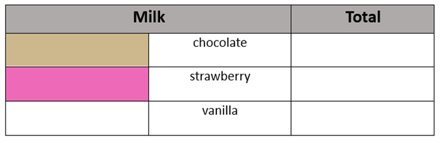 Milk Total
chocolate
strawberry
vanilla